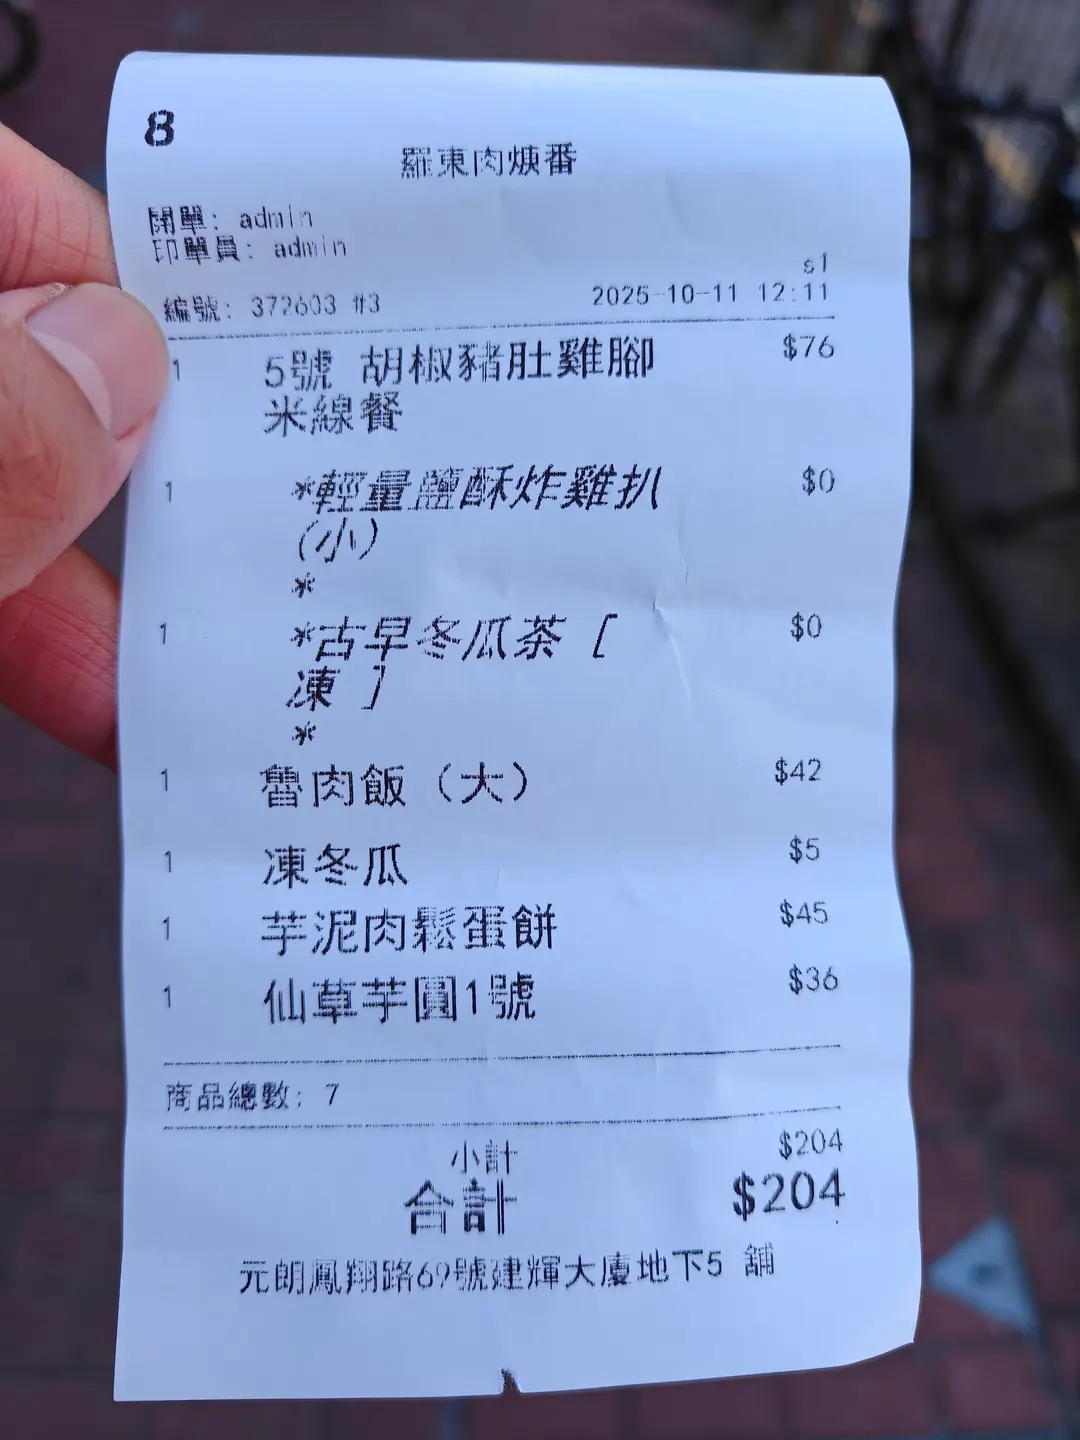 8
羅東肉焿番
開單: admin
印單員: admin
s1
編號: 372603 #3 2025-10-11 12:11
1 5號 胡椒豬肚雞腳 $76
米線餐
1 *輕量鹽酥炸雞扒 $0
(小)
*
1 *古早冬瓜茶 [ $0
凍 ]
*
1 魯肉飯（大） $42
1 凍冬瓜 $5
1 芋泥肉鬆蛋餅 $45
1 仙草芋圓1號 $36
商品總數: 7
小計 $204
合計 $204
元朗鳳翔路69號建輝大廈地下5 舖